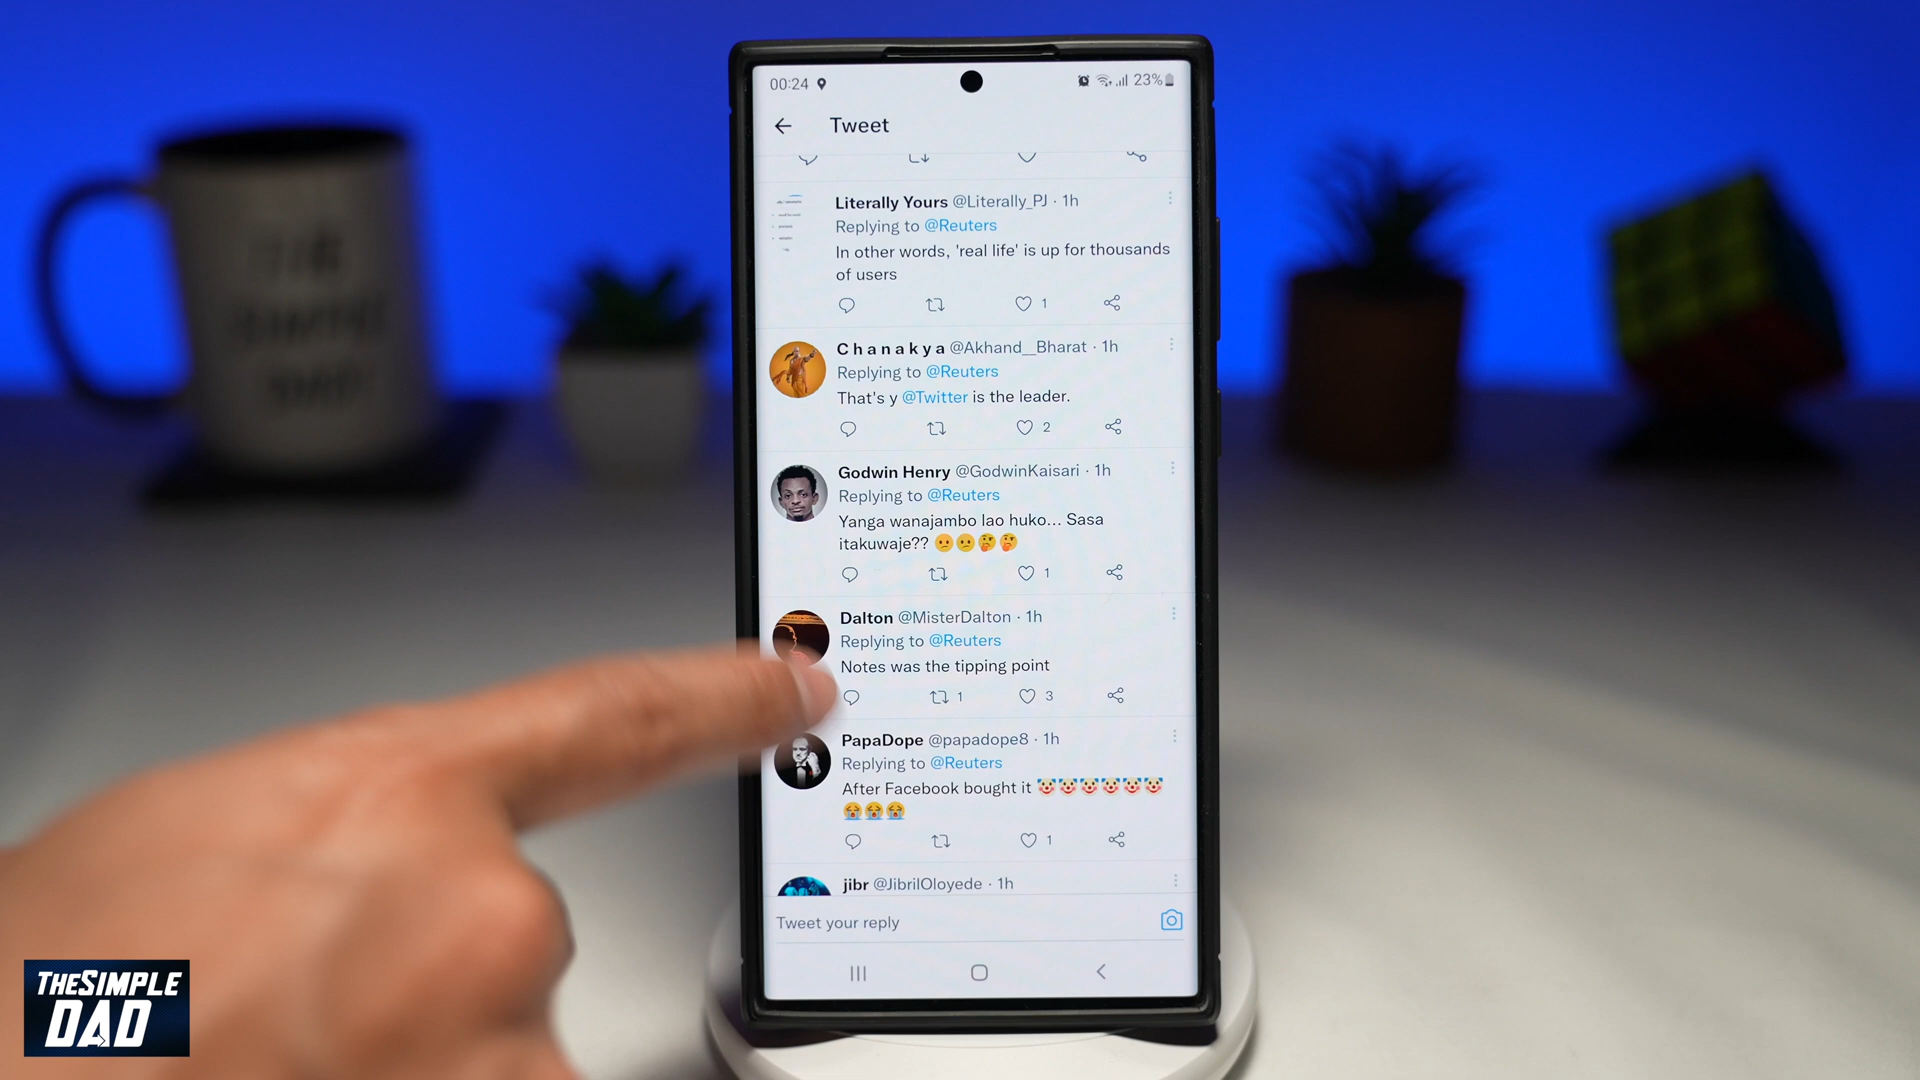 00:24
23%
Tweet
Literally Yours @Literally_PJ · 1h
Replying to @Reuters
In other words, 'real life' is up for thousands
of users
1
C h a n a k y a @Akhand__Bharat · 1h
Replying to @Reuters
That's y @Twitter is the leader.
2
Godwin Henry @GodwinKaisari · 1h
Replying to @Reuters
Yanga wanajambo lao huko... Sasa
itakuwaje?? 😕😕🤔🤔
1
Dalton @MisterDalton · 1h
Replying to @Reuters
Notes was the tipping point
1 3
PapaDope @papadope8 · 1h
Replying to @Reuters
After Facebook bought it 🤡🤡🤡🤡🤡🤡
😭😭😭
1
jibr @JibrilOloyede · 1h
Tweet your reply
THESIMPLE
DAD